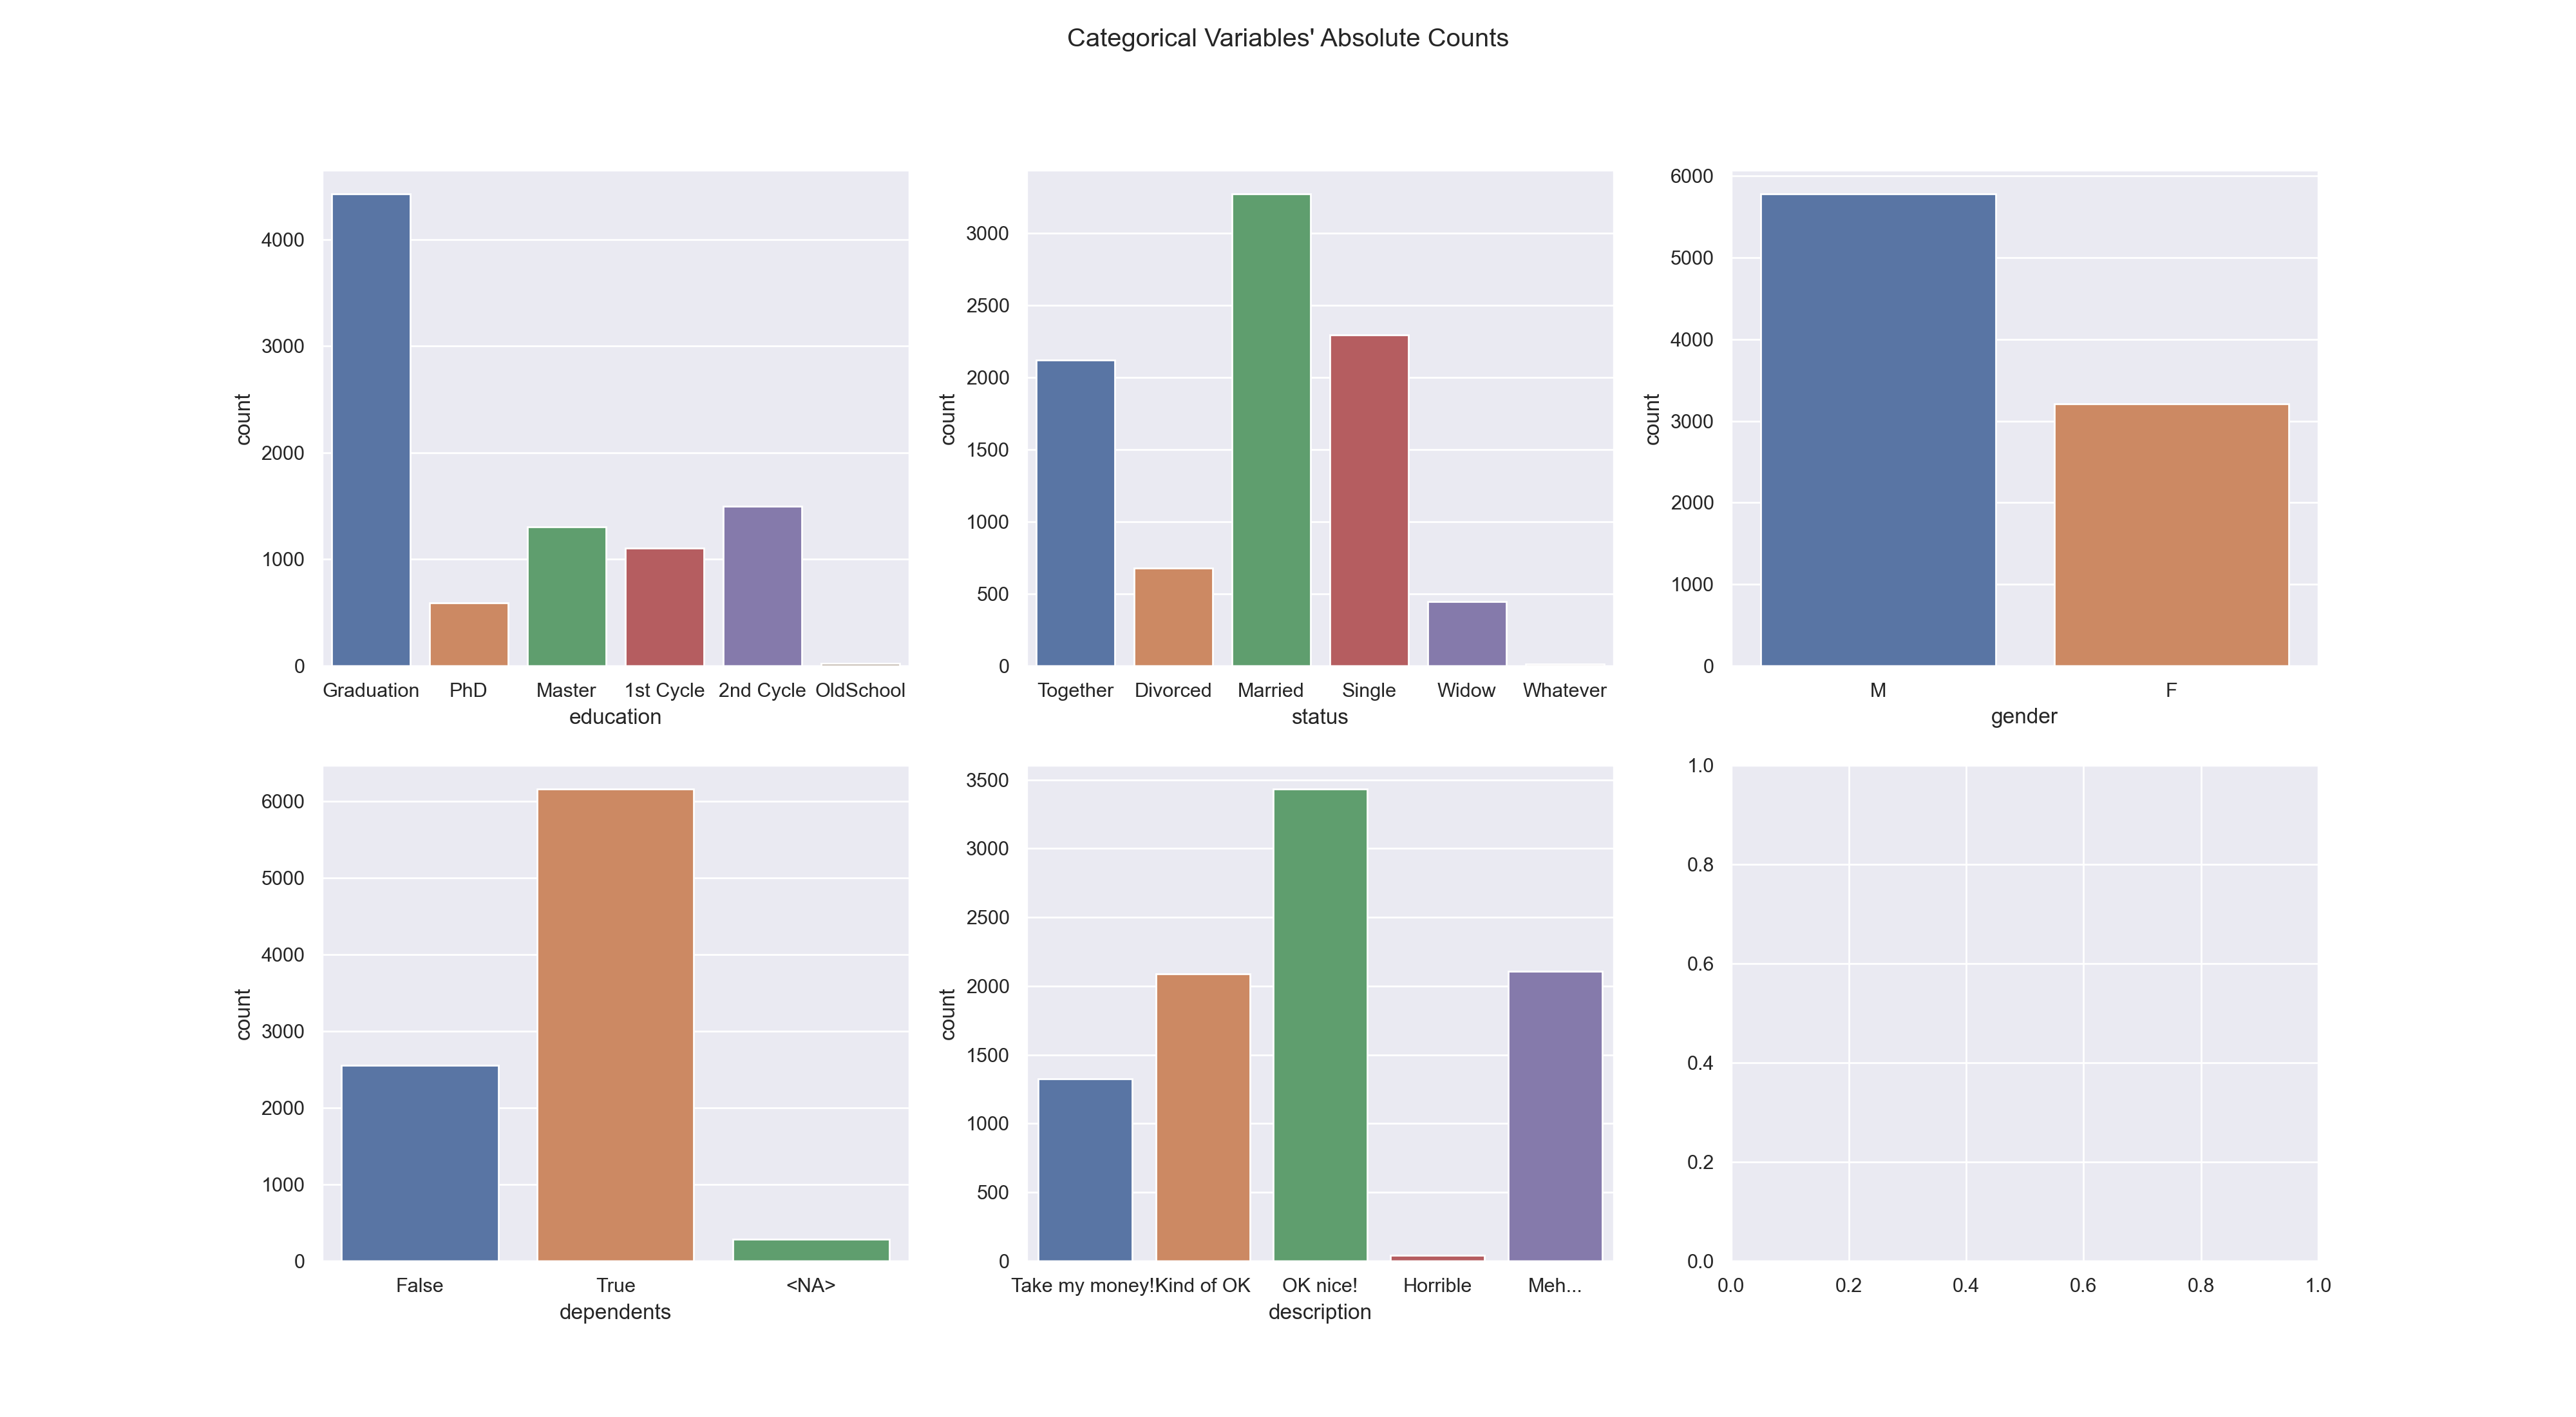 Categorical Variables' Absolute Counts
4000
3000
2000
1000
0
count
Graduation PhD Master 1st Cycle 2nd Cycle OldSchool
education
3000
2500
2000
1500
1000
500
0
count
Together Divorced Married Single Widow Whatever
status
6000
5000
4000
3000
2000
1000
0
count
M F
gender
6000
5000
4000
3000
2000
1000
0
count
False True <NA>
dependents
3500
3000
2500
2000
1500
1000
500
0
count
Take my money!! Kind of OK OK nice! Horrible Meh...
description
1.0
0.8
0.6
0.4
0.2
0.0
0.0 0.2 0.4 0.6 0.8 1.0